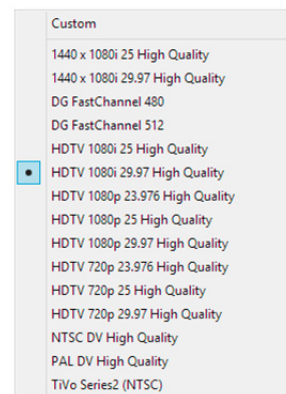 Custom
1440 x 1080i 25 High Quality
1440 x 1080i 29.97 High Quality
DG FastChannel 480
DG FastChannel 512
HDTV 1080i 25 High Quality
HDTV 1080i 29.97 High Quality
HDTV 1080p 23.976 High Quality
HDTV 1080p 25 High Quality
HDTV 1080p 29.97 High Quality
HDTV 720p 23.976 High Quality
HDTV 720p 25 High Quality
HDTV 720p 29.97 High Quality
NTSC DV High Quality
PAL DV High Quality
TiVo Series2 (NTSC)